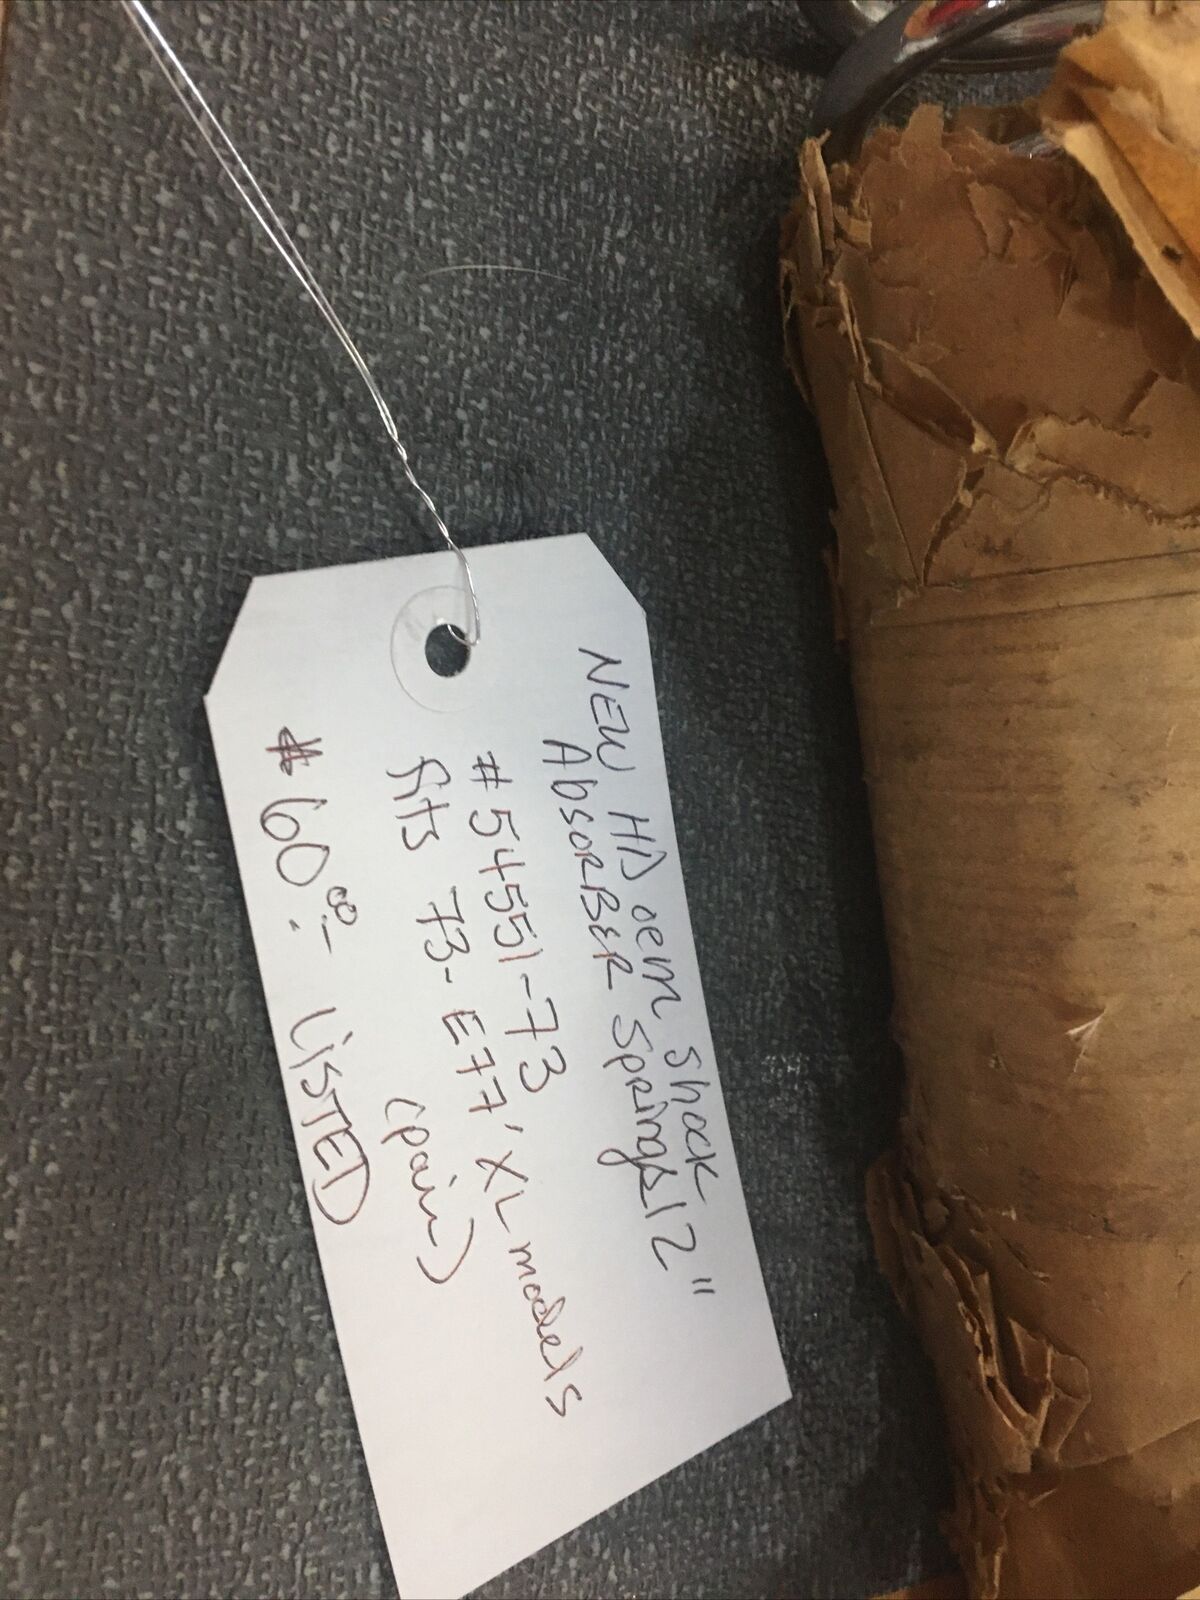 NEW HD oem Shock
AbsoRBER Springs 12"
#54551-73
fits 73-E77' XL models
(pair)
$60.00- LiSTED